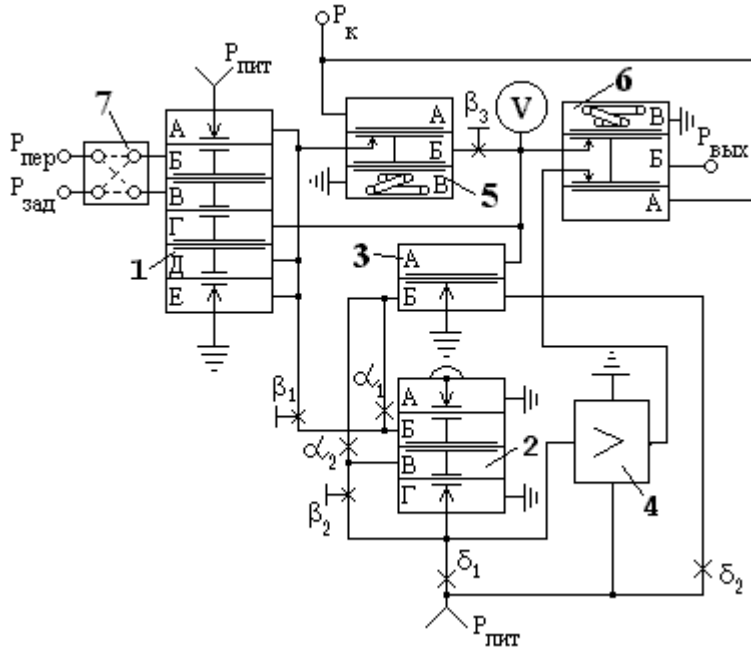 Pк
Pпит
7
Pпер
Pзад
А
Б
В
Г
Д
Е
1
А
Б
В
5
β3
V
6
В
Б
А
Pвых
3
А
Б
β1
α1
α2
β2
А
Б
В
Г
2
>
4
δ1
δ2
Pпит